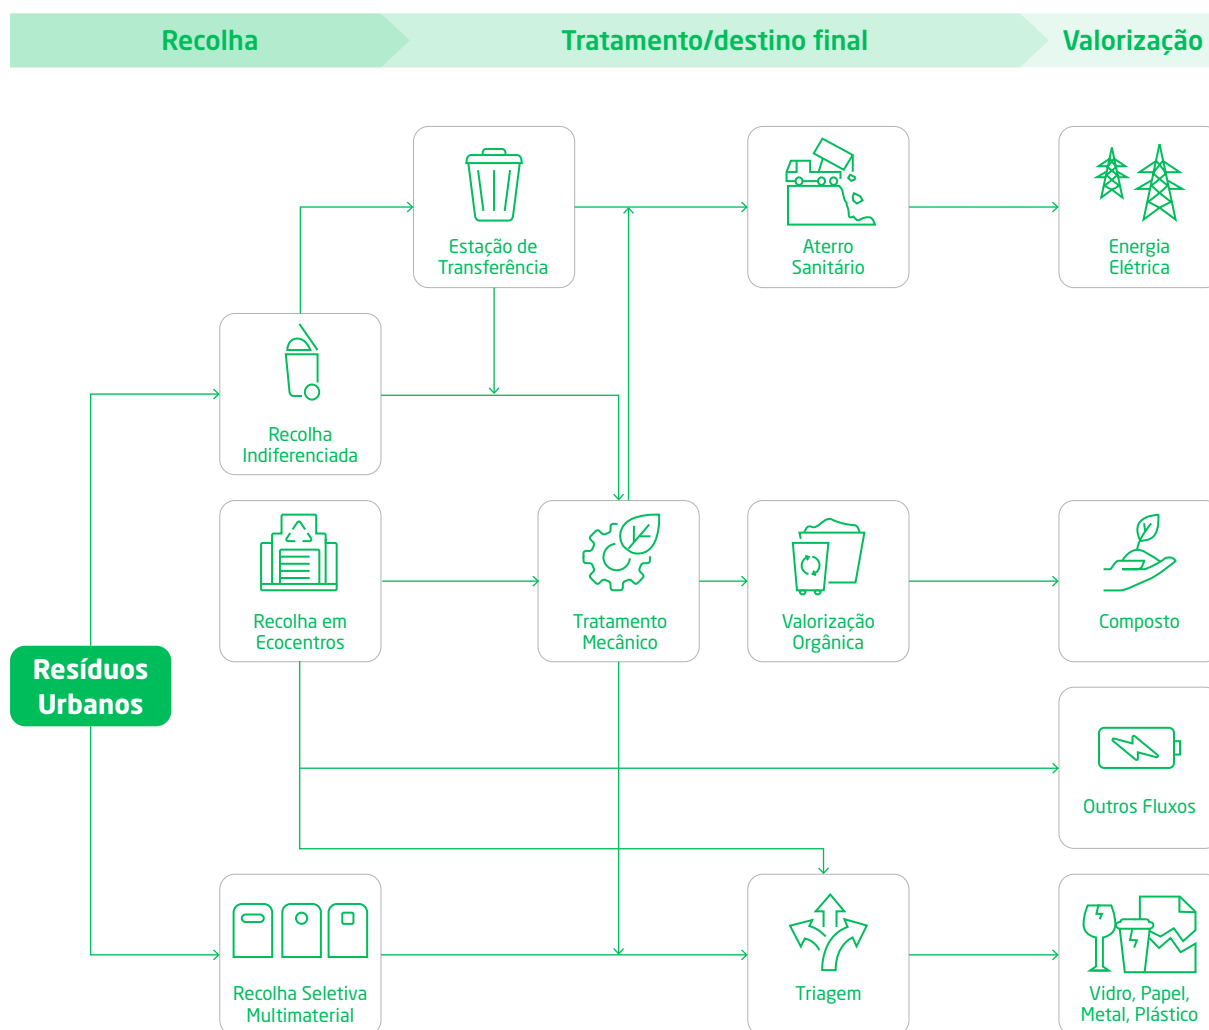 Recolha
Tratamento/destino final
Valorização
Estação de
Transferência
Aterro
Sanitário
Energia
Elétrica
Recolha
Indiferenciada
Recolha em
Ecocentros
Tratamento
Mecânico
Valorização
Orgânica
Composto
Resíduos
Urbanos
Outros Fluxos
Recolha Seletiva
Multimaterial
Triagem
Vidro, Papel,
Metal, Plástico